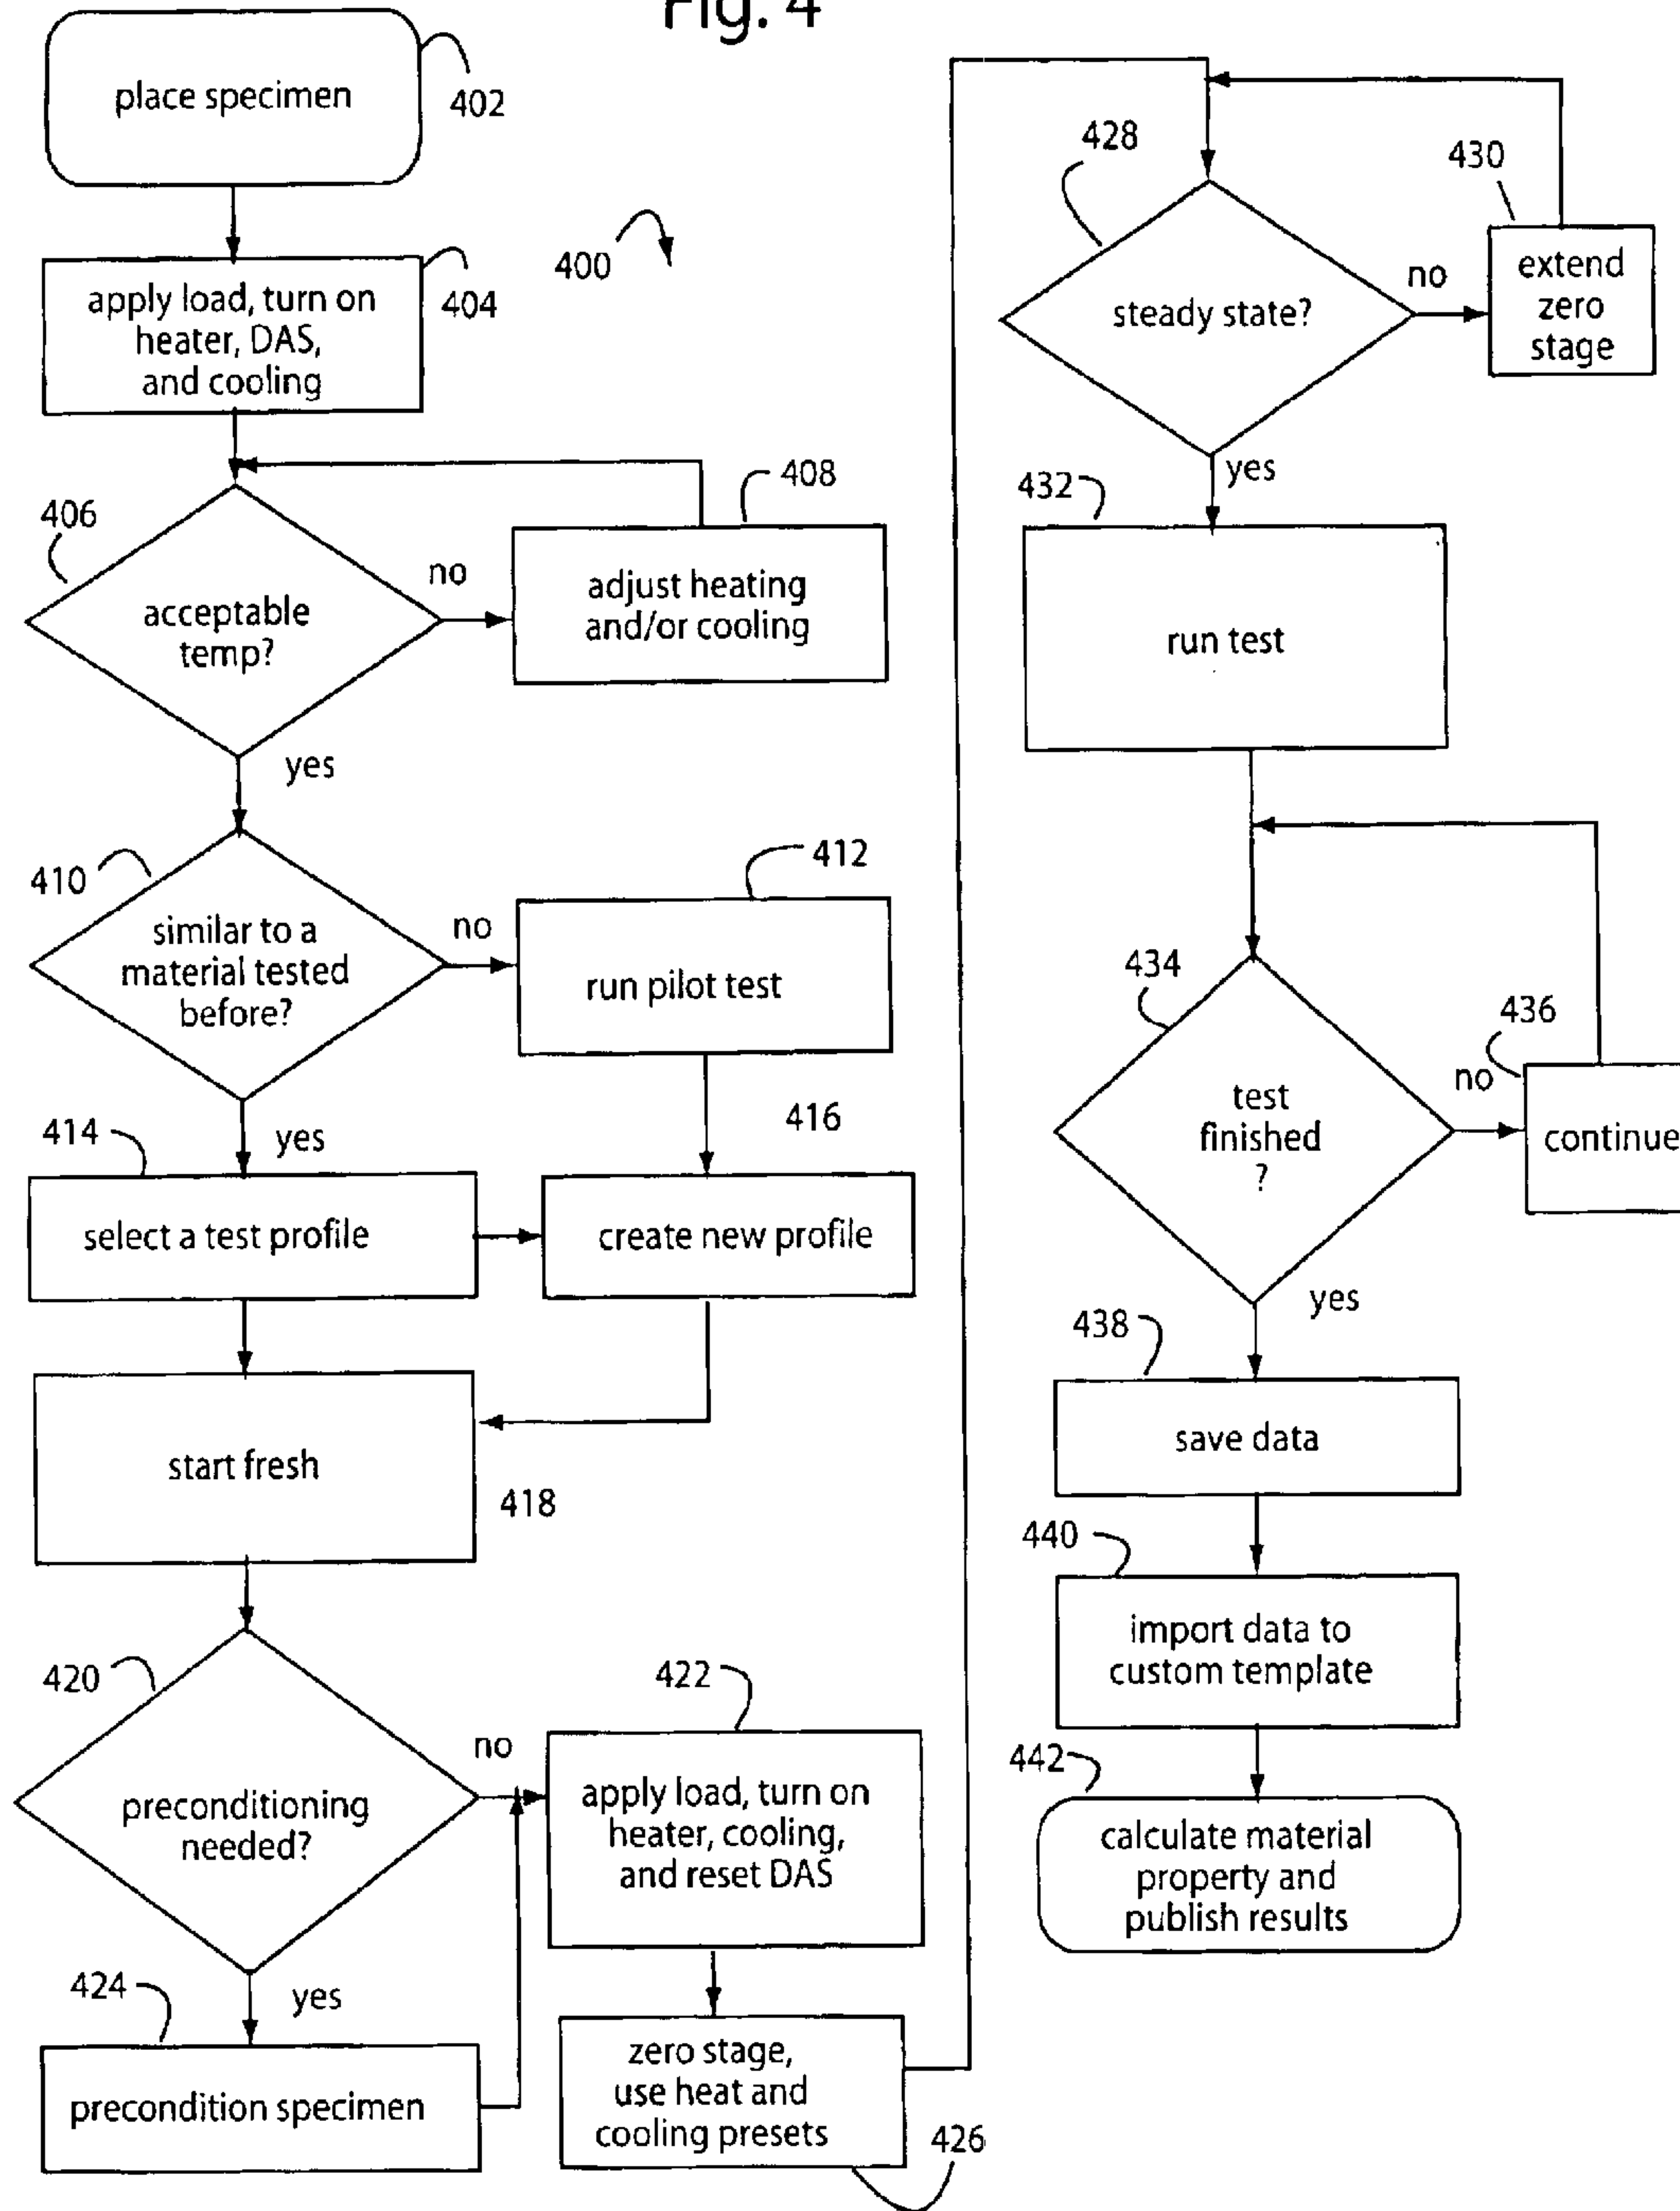 Fig. 4
place specimen
402
400
apply load, turn on
heater, DAS,
and cooling
404
406
acceptable
temp?
no
408
adjust heating
and/or cooling
yes
410
similar to a
material tested
before?
no
412
run pilot test
yes
414
select a test profile
416
create new profile
start fresh
418
420
preconditioning
needed?
no
422
apply load, turn on
heater, cooling,
and reset DAS
yes
424
precondition specimen
zero stage,
use heat and
cooling presets
426
428
steady state?
no
430
extend
zero
stage
yes
432
run test
434
test
finished
?
no
436
continue
yes
438
save data
440
import data to
custom template
442
calculate material
property and
publish results